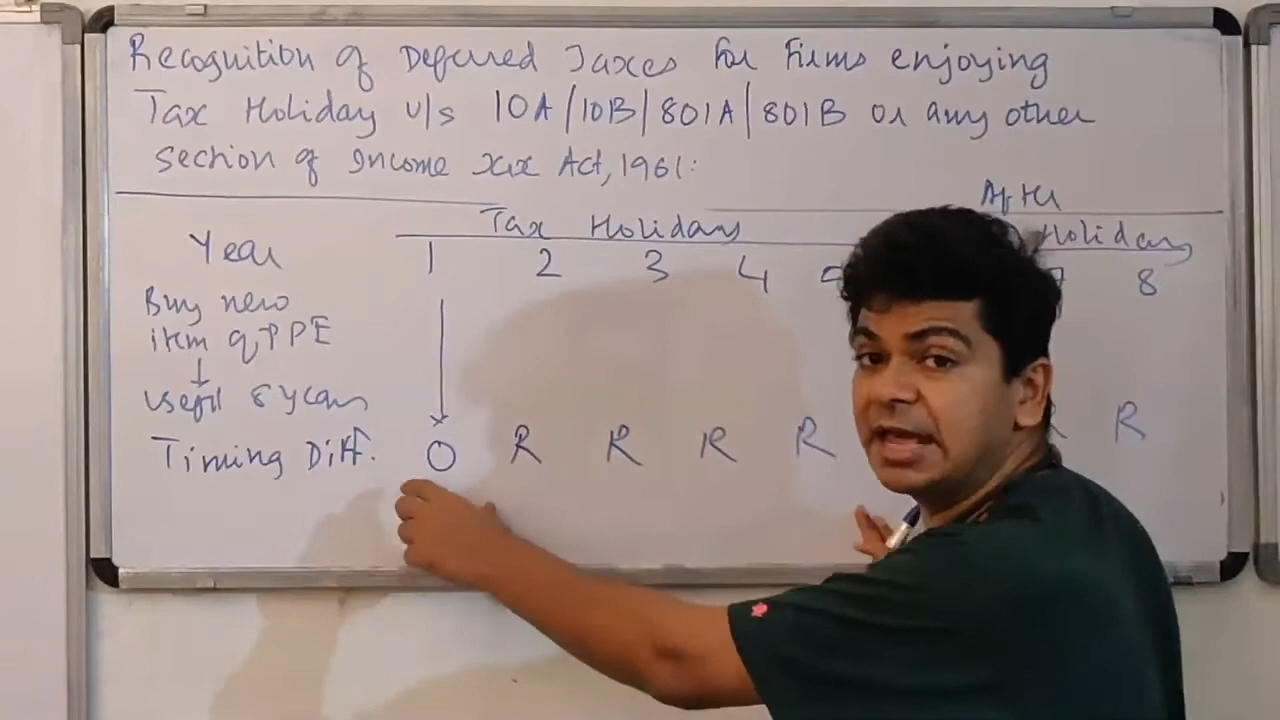 Recognition of Deferred Taxes for Firms enjoying
Tax Holiday u/s 10A/10B/80IA/80IB or any other
section of Income Tax Act, 1961:
Tax Holiday After Holiday
Year 1 2 3 4 8
Buy new
item of PPE
↓
Useful 8 years
Timing Diff. O R R R R R